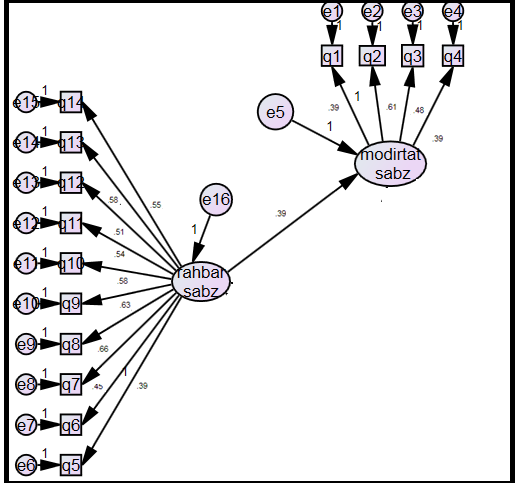 e1 e2 e3 e4
1 1 1 1
q1 q2 q3 q4
.39 1 .61 .48 .39
e5
1
modirtat
sabz
e15 1 q14
e14 1 q13
e13 1 q12
e12 1 q11
e11 1 q10
e10 1 q9
e9 1 q8
e8 1 q7
e7 1 q6
e6 1 q5
.55
.58
.51
.54
.58
.63
.66
.45
1
.39
e16
1
rahbari
sabz
.39